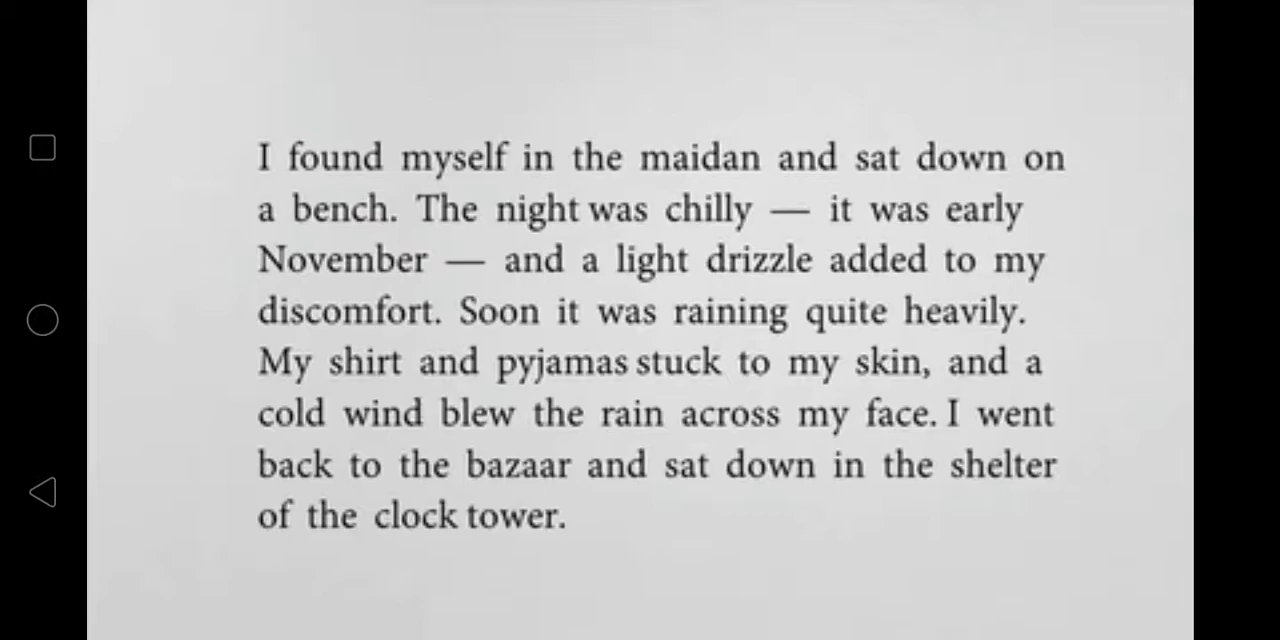 I found myself in the maidan and sat down on
a bench. The night was chilly — it was early
November — and a light drizzle added to my
discomfort. Soon it was raining quite heavily.
My shirt and pyjamas stuck to my skin, and a
cold wind blew the rain across my face. I went
back to the bazaar and sat down in the shelter
of the clock tower.